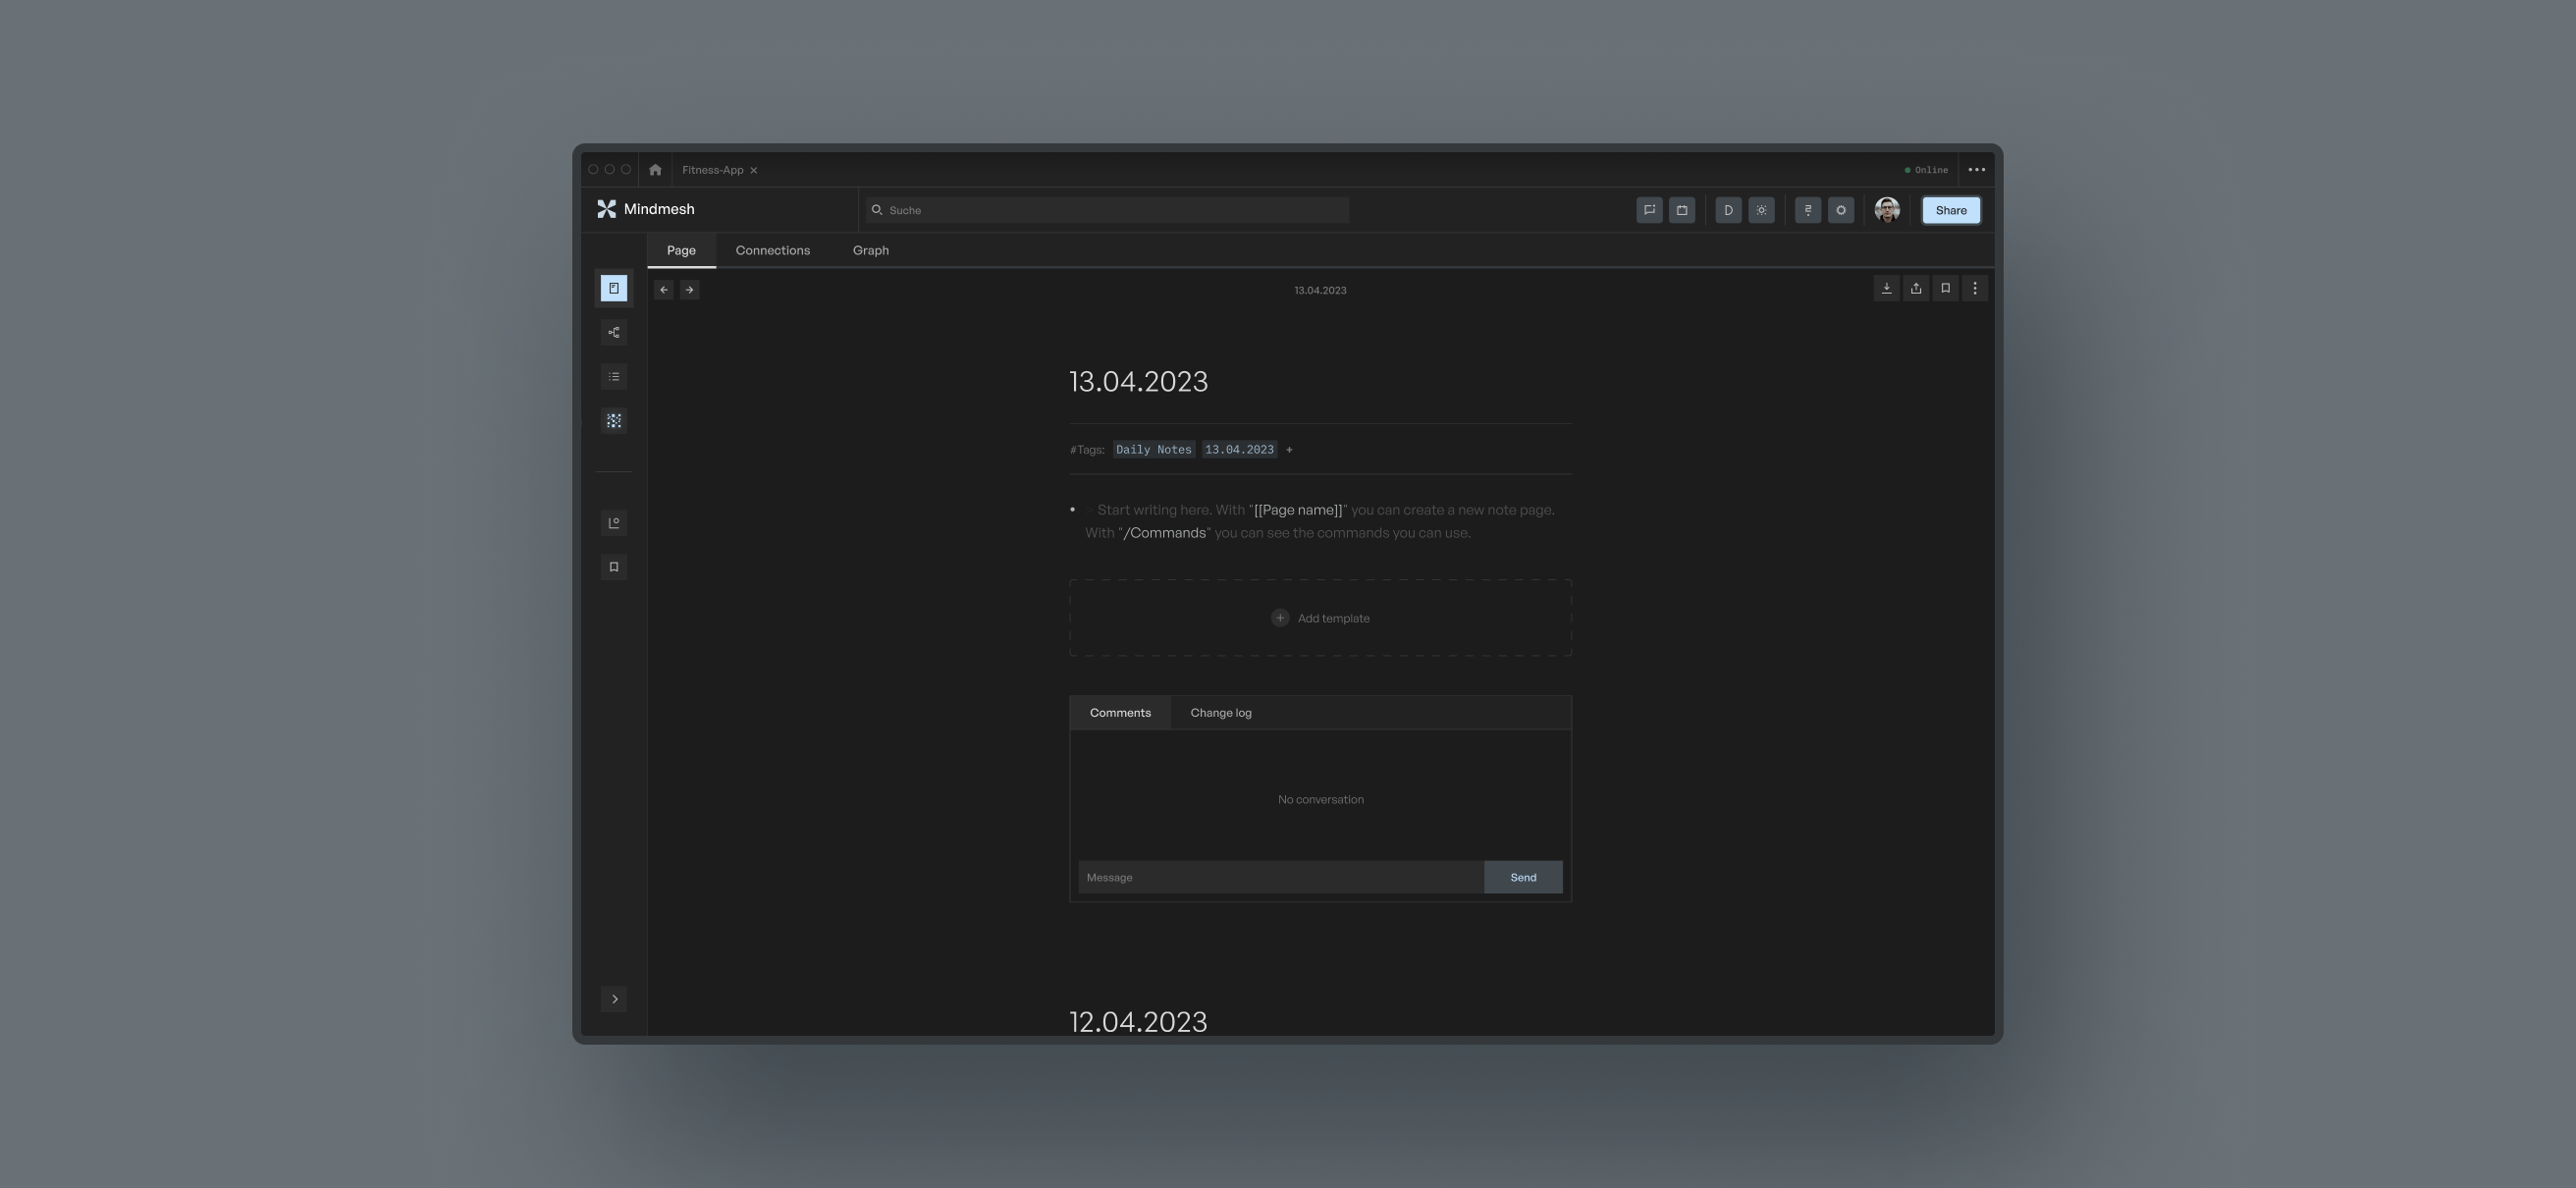 Fitness-App
Online
Mindmesh
Suche
D
Share
Page
Connections
Graph
13.04.2023
13.04.2023
#Tags: Daily Notes 13.04.2023 +
Start writing here. With "[[Page name]]" you can create a new note page.
With "/Commands" you can see the commands you can use.
Add template
Comments
Change log
No conversation
Message
Send
12.04.2023